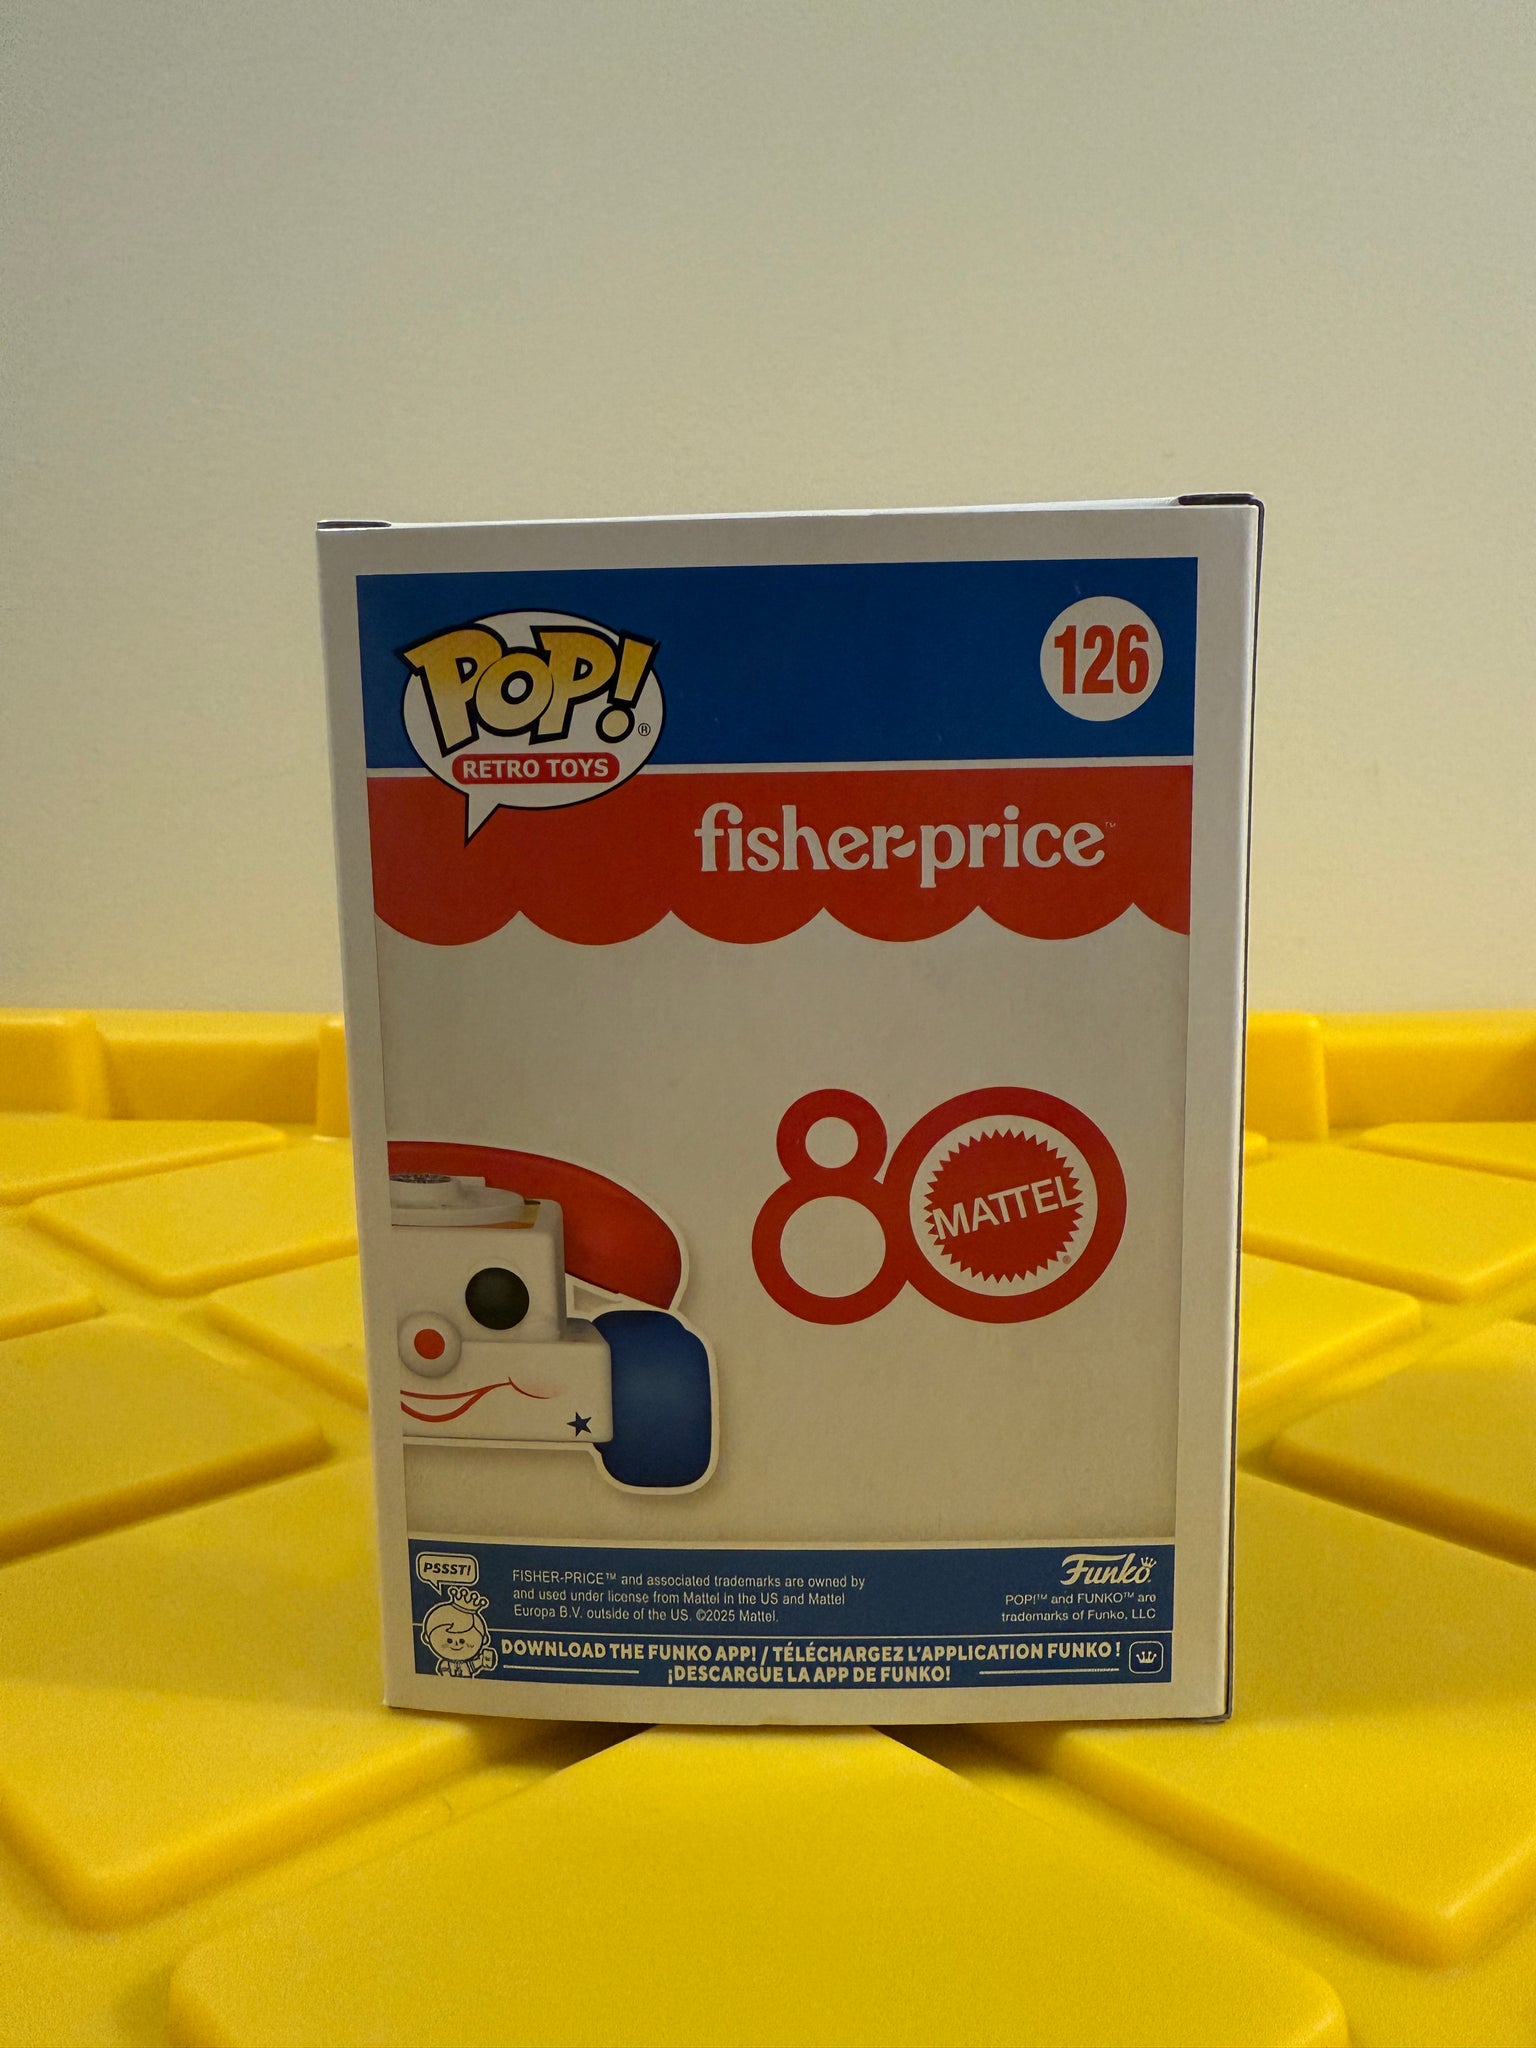 POP!®
RETRO TOYS
126
fisher-price™
80
MATTEL®
PSSST!
FISHER-PRICE™ and associated trademarks are owned by
and used under license from Mattel in the US and Mattel
Europa B.V. outside of the US. ©2025 Mattel.
Funko
POP!™ and FUNKO™ are
trademarks of Funko, LLC
DOWNLOAD THE FUNKO APP! / TÉLÉCHARGEZ L'APPLICATION FUNKO !
¡DESCARGUE LA APP DE FUNKO!